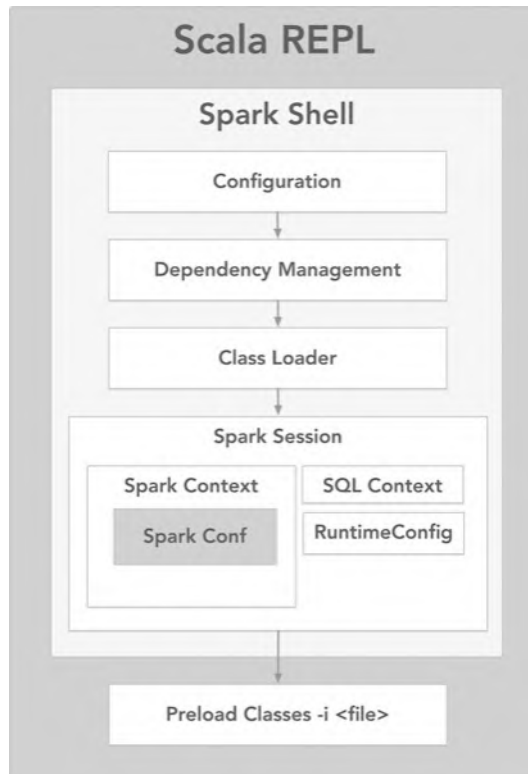 Scala REPL
Spark Shell
Configuration
Dependency Management
Class Loader
Spark Session
Spark Context
Spark Conf
SQL Context
RuntimeConfig
Preload Classes -i <file>